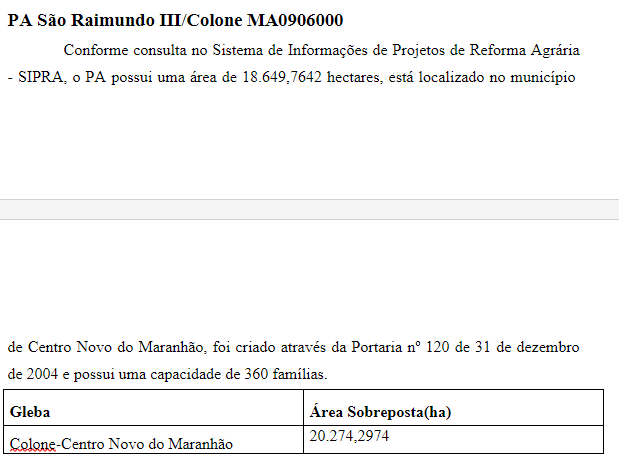 PA São Raimundo III/Colone MA0906000
Conforme consulta no Sistema de Informações de Projetos de Reforma Agrária
- SIPRA, o PA possui uma área de 18.649,7642 hectares, está localizado no município
de Centro Novo do Maranhão, foi criado através da Portaria nº 120 de 31 de dezembro
de 2004 e possui uma capacidade de 360 famílias.
Gleba Área Sobreposta(ha)
Colone-Centro Novo do Maranhão 20.274,2974